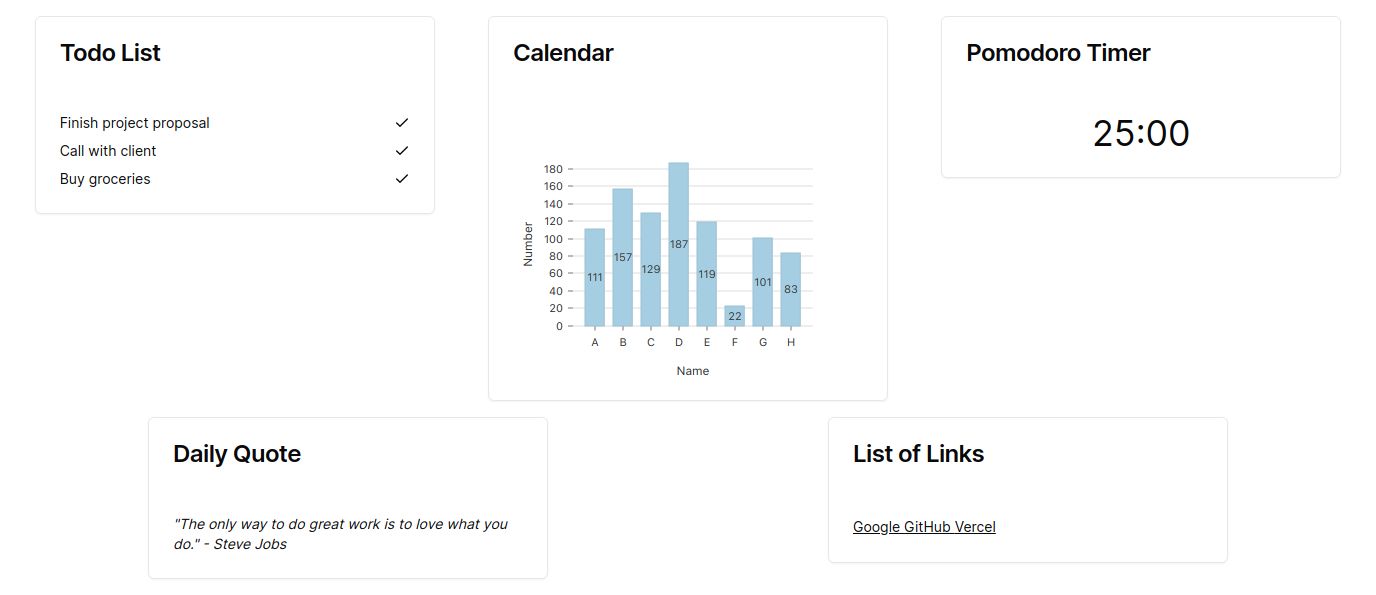 Todo List
Finish project proposal
Call with client
Buy groceries
Calendar
Number
180
160
140
120
100
80
60
40
20
0
111
157
129
187
119
22
101
83
A B C D E F G H
Name
Pomodoro Timer
25:00
Daily Quote
"The only way to do great work is to love what you
do." - Steve Jobs
List of Links
Google GitHub Vercel